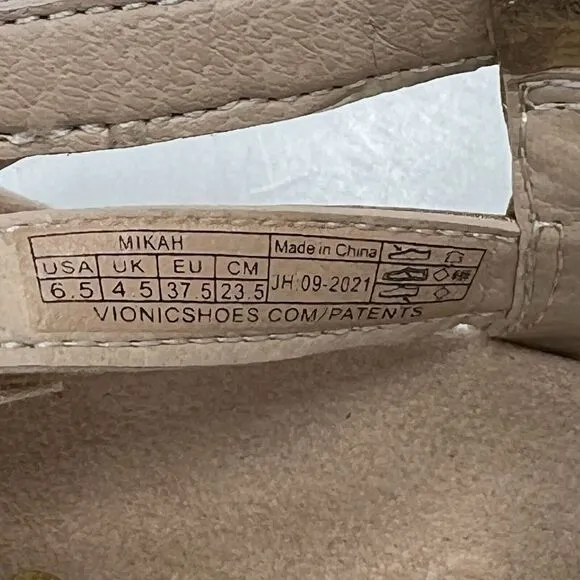 MIKAH Made in China
USA UK EU CM
6.5 4.5 37.5 23.5 JH:09-2021
VIONICSHOES.COM/PATENTS